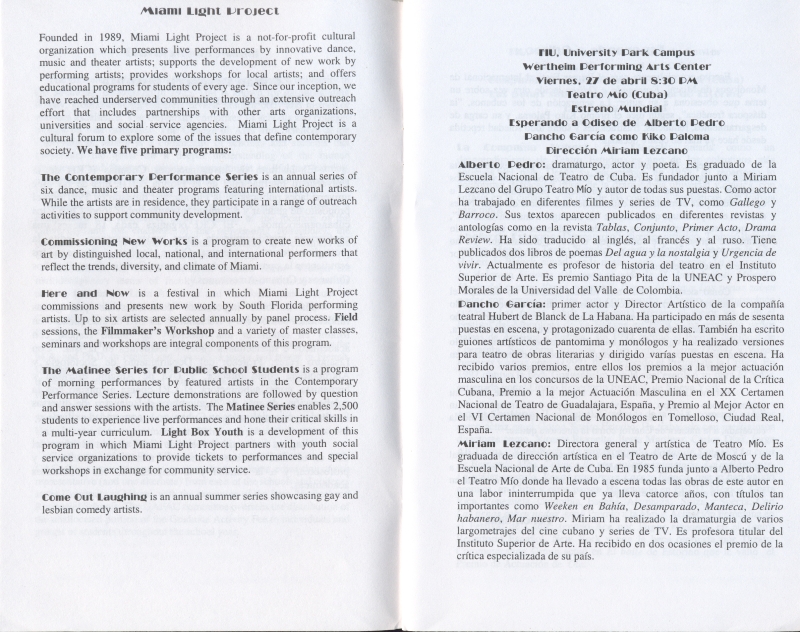 Miami Light Project
Founded in 1989, Miami Light Project is a not-for-profit cultural
organization which presents live performances by innovative dance,
music and theater artists; supports the development of new work by
performing artists; provides workshops for local artists; and offers
educational programs for students of every age. Since our inception, we
have reached underserved communities through an extensive outreach
effort that includes partnerships with other arts organizations,
universities and social service agencies. Miami Light Project is a
cultural forum to explore some of the issues that define contemporary
society. We have five primary programs:
The Contemporary Performance Series is an annual series of
six dance, music and theater programs featuring international artists.
While the artists are in residence, they participate in a range of outreach
activities to support community development.
Commissioning New Works is a program to create new works of
art by distinguished local, national, and international performers that
reflect the trends, diversity, and climate of Miami.
Here and Now is a festival in which Miami Light Project
commissions and presents new work by South Florida performing
artists. Up to six artists are selected annually by panel process. Field
sessions, the Filmmaker's Workshop and a variety of master classes,
seminars and workshops are integral components of this program.
The Matinee Series for Public School Students is a program
of morning performances by featured artists in the Contemporary
Performance Series. Lecture demonstrations are followed by question
and answer sessions with the artists. The Matinee Series enables 2,500
students to experience live performances and hone their critical skills in
a multi-year curriculum. Light Box Youth is a development of this
program in which Miami Light Project partners with youth social
service organizations to provide tickets to performances and special
workshops in exchange for community service.
Come Out Laughing is an annual summer series showcasing gay and
lesbian comedy artists.
FIU, University Park Campus
Wertheim Performing Arts Center
Viernes, 27 de abril 8:30 PM
Teatro Mío (Cuba)
Estreno Mundial
Esperando a Odiseo de Alberto Pedro
Pancho García como Kiko Paloma
Dirección Miriam Lezcano
Alberto Pedro: dramaturgo, actor y poeta. Es graduado de la
Escuela Nacional de Teatro de Cuba. Es fundador junto a Miriam
Lezcano del Grupo Teatro Mío y autor de todas sus puestas. Como actor
ha trabajado en diferentes filmes y series de TV, como Gallego y
Barroco. Sus textos aparecen publicados en diferentes revistas y
antologías como en la revista Tablas, Conjunto, Primer Acto, Drama
Review. Ha sido traducido al inglés, al francés y al ruso. Tiene
publicados dos libros de poemas Del agua y la nostalgia y Urgencia de
vivir. Actualmente es profesor de historia del teatro en el Instituto
Superior de Arte. Es premio Santiago Pita de la UNEAC y Prospero
Morales de la Universidad del Valle de Colombia.
Pancho García: primer actor y Director Artístico de la compañía
teatral Hubert de Blanck de La Habana. Ha participado en más de sesenta
puestas en escena, y protagonizado cuarenta de ellas. También ha escrito
guiones artísticos de pantomima y monólogos y ha realizado versiones
para teatro de obras literarias y dirigido varías puestas en escena. Ha
recibido varios premios, entre ellos los premios a la mejor actuación
masculina en los concursos de la UNEAC, Premio Nacional de la Crítica
Cubana, Premio a la mejor Actuación Masculina en el XX Certamen
Nacional de Teatro de Guadalajara, España, y Premio al Mejor Actor en
el VI Certamen Nacional de Monólogos en Tomelloso, Ciudad Real,
España.
Miriam Lezcano: Directora general y artística de Teatro Mío. Es
graduada de dirección artística en el Teatro de Arte de Moscú y de la
Escuela Nacional de Arte de Cuba. En 1985 funda junto a Alberto Pedro
el Teatro Mío donde ha llevado a escena todas las obras de este autor en
una labor ininterrumpida que ya lleva catorce años, con títulos tan
importantes como Weeken en Bahía, Desamparado, Manteca, Delirio
habanero, Mar nuestro. Miriam ha realizado la dramaturgia de varios
largometrajes del cine cubano y series de TV. Es profesora titular del
Instituto Superior de Arte. Ha recibido en dos ocasiones el premio de la
crítica especializada de su país.